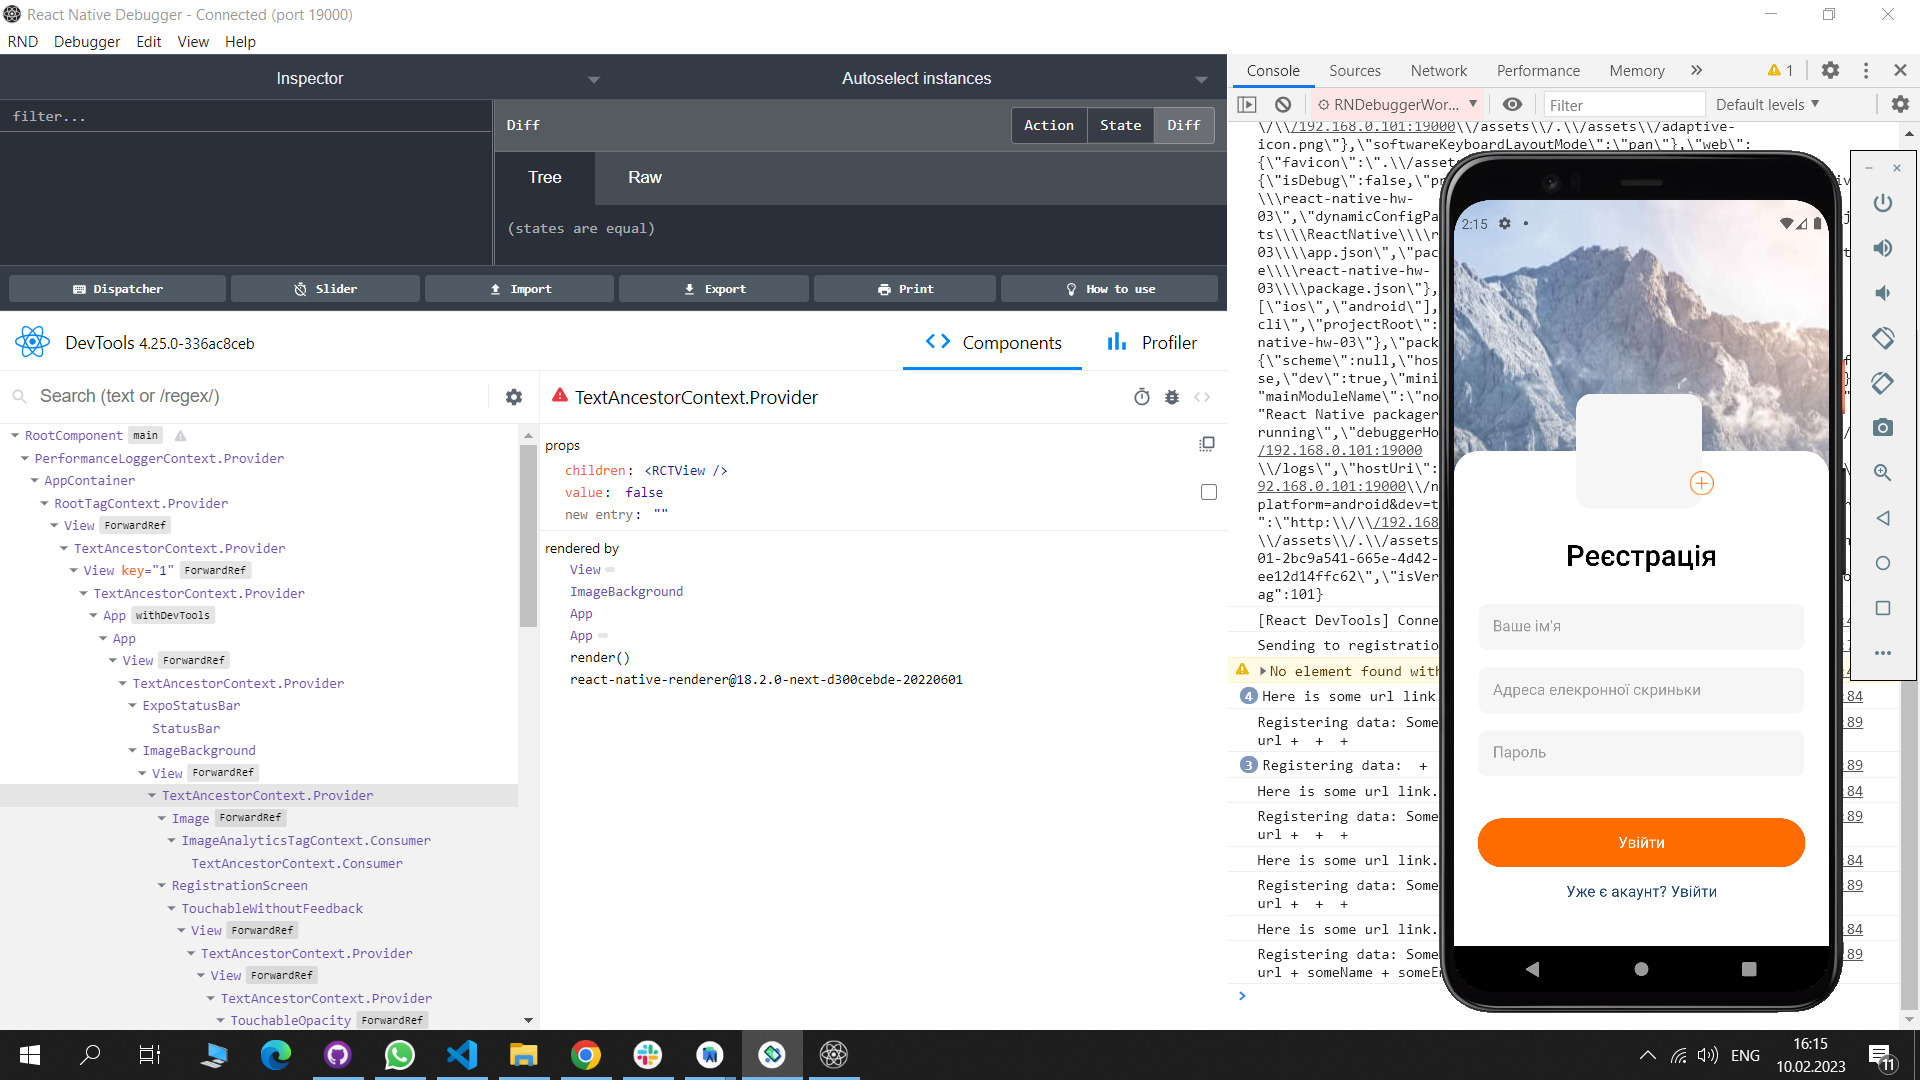 React Native Debugger - Connected (port 19000)
RND Debugger Edit View Help
Inspector
Autoselect instances
filter...
Diff
Action State Diff
Tree Raw
(states are equal)
Dispatcher Slider Import Export Print How to use
DevTools 4.25.0-336ac8ceb
Components Profiler
Search (text or /regex/)
RootComponent main
PerformanceLoggerContext.Provider
AppContainer
RootTagContext.Provider
View ForwardRef
TextAncestorContext.Provider
View key="1" ForwardRef
TextAncestorContext.Provider
App withDevTools
App
View ForwardRef
TextAncestorContext.Provider
ExpoStatusBar
StatusBar
ImageBackground
View ForwardRef
TextAncestorContext.Provider
Image ForwardRef
ImageAnalyticsTagContext.Consumer
TextAncestorContext.Consumer
RegistrationScreen
TouchableWithoutFeedback
View ForwardRef
TextAncestorContext.Provider
View ForwardRef
TextAncestorContext.Provider
TouchableOpacity ForwardRef
TextAncestorContext.Provider
props
children: <RCTView />
value: false
new entry: ""
rendered by
View
ImageBackground
App
App
render()
react-native-renderer@18.2.0-next-d300cebde-20220601
Console Sources Network Performance Memory 1
RNDebuggerWor... Filter Default levels
\/\\/192.168.0.101:19000\\/assets\\/.\\/assets\\/adaptive-
icon.png\"},\"softwareKeyboardLayoutMode\":\"pan\"},\"web\":
{\"favicon\":\".\\/assets
{\"isDebug\":false,\"pr
\\\react-native-hw-
03\",\"dynamicConfigPa
ts\\\\ReactNative\\\\r
03\\\\app.json\",\"pac
e\\\\react-native-hw-
03\\\\package.json\"},
[\"ios\",\"android\"],
cli\",\"projectRoot\":
native-hw-03\"},\"pack
{\"scheme\":null,\"hos
se,\"dev\":true,\"mini
"mainModuleName\":\"no
"React Native packager
running\",\"debuggerHo
/192.168.0.101:19000
\\/logs\",\"hostUri\":
92.168.0.101:19000\\/n
platform=android&dev=t
":\"http:\\/\\/192.168
\\/assets\\/.\\/assets
01-2bc9a541-665e-4d42-
ee12d14ffc62\",\"isVer
ag":101}
[React DevTools] Conne
Sending to registratio
No element found with
4 Here is some url link. :84
Registering data: Some :89
url + + +
3 Registering data: + :89
Here is some url link. :84
Registering data: Some :89
url + + +
Here is some url link. :84
Registering data: Some :89
url + + +
Here is some url link. :84
Registering data: Some :89
url + someName + someEm
2:15
Реєстрація
Ваше ім'я
Адреса елекронної скриньки
Пароль
Увійти
Уже є акаунт? Увійти
ENG
16:15
10.02.2023
11